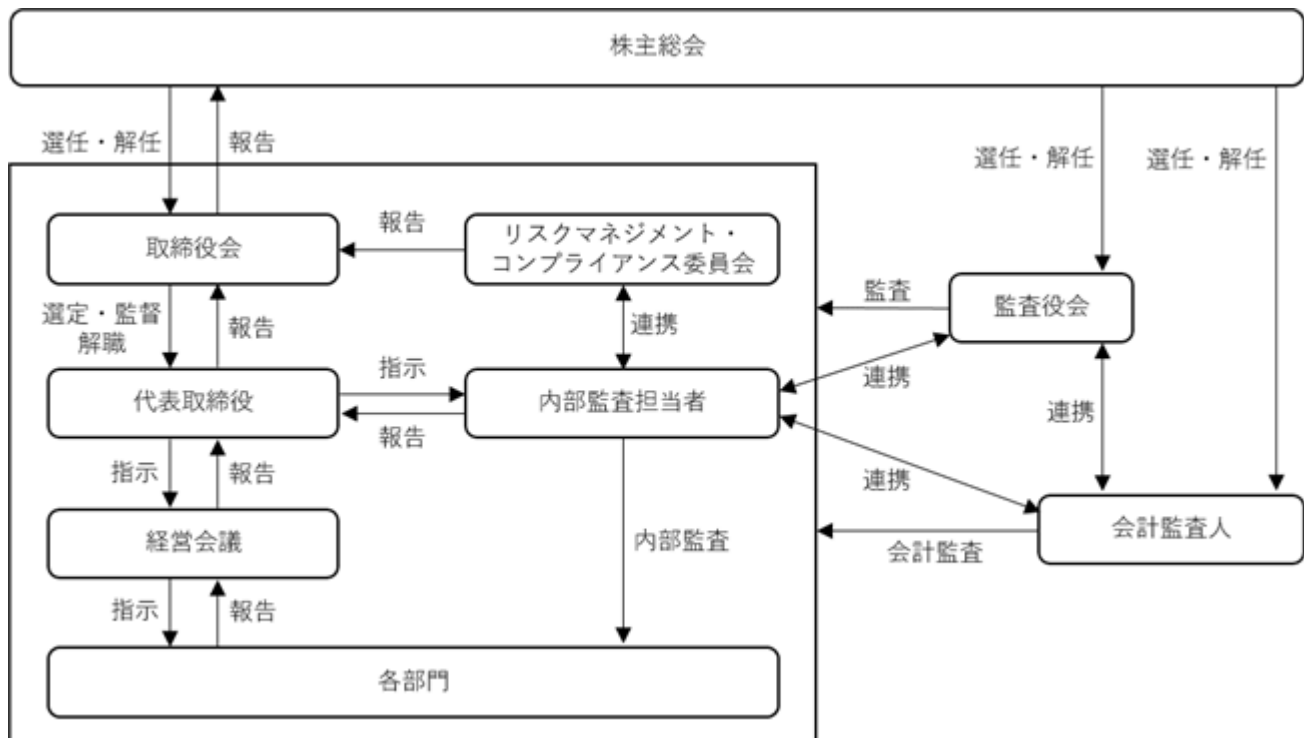 株主総会
選任・解任
報告
選任・解任
選任・解任
取締役会
報告
リスクマネジメント・
コンプライアンス委員会
監査
監査役会
選定・監督
解職
報告
連携
指示
連携
代表取締役
内部監査担当者
報告
連携
指示
報告
連携
経営会議
内部監査
会計監査人
会計監査
指示
報告
各部門